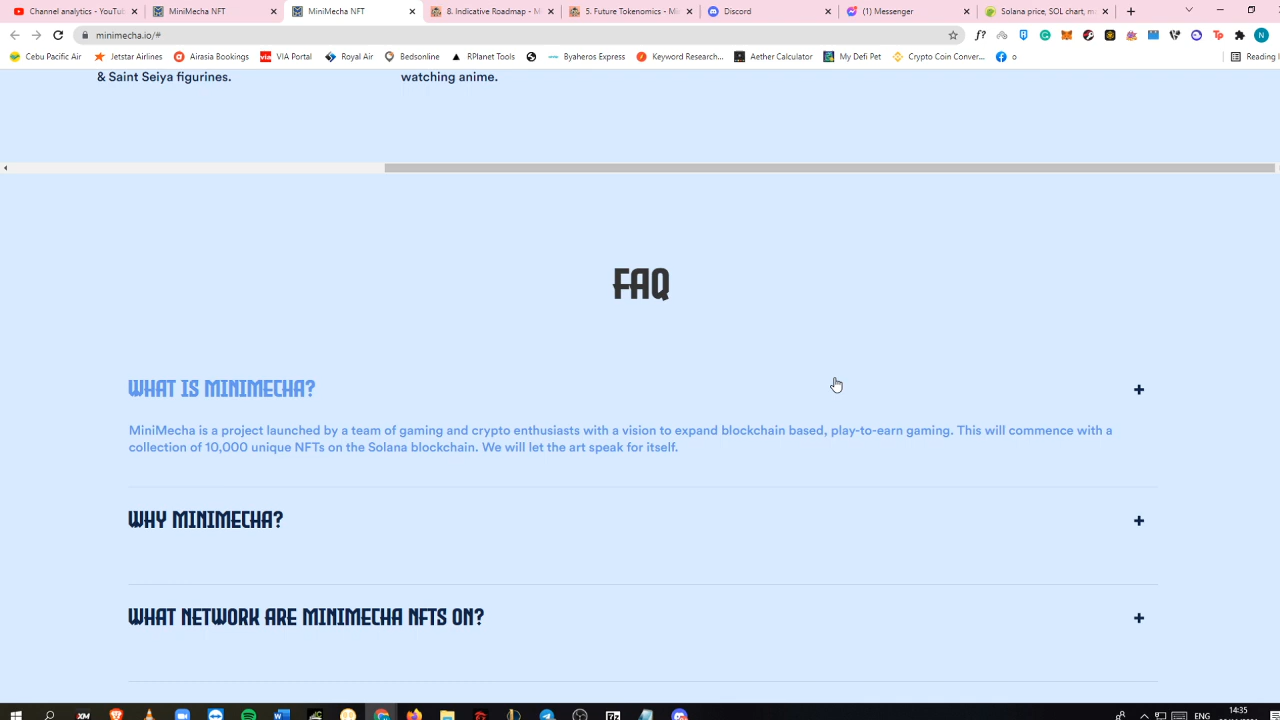 Channel analytics - YouTub
MiniMecha NFT
MiniMecha NFT
8. Indicative Roadmap - M
5. Future Tokenomics - Min
Discord
(1) Messenger
Solana price, SOL chart, m
minimecha.io/#
Cebu Pacific Air
Jetstar Airlines
Airasia Bookings
VIA Portal
Royal Air
Bedsonline
RPlanet Tools
Byaheros Express
Keyword Research...
Aether Calculator
My Defi Pet
Crypto Coin Conver...
o
Reading l
& Saint Seiya figurines.
watching anime.
FAQ
WHAT IS MINIMECHA?
MiniMecha is a project launched by a team of gaming and crypto enthusiasts with a vision to expand blockchain based, play-to-earn gaming. This will commence with a
collection of 10,000 unique NFTs on the Solana blockchain. We will let the art speak for itself.
WHY MINIMECHA?
WHAT NETWORK ARE MINIMECHA NFTS ON?
14:35
ENG